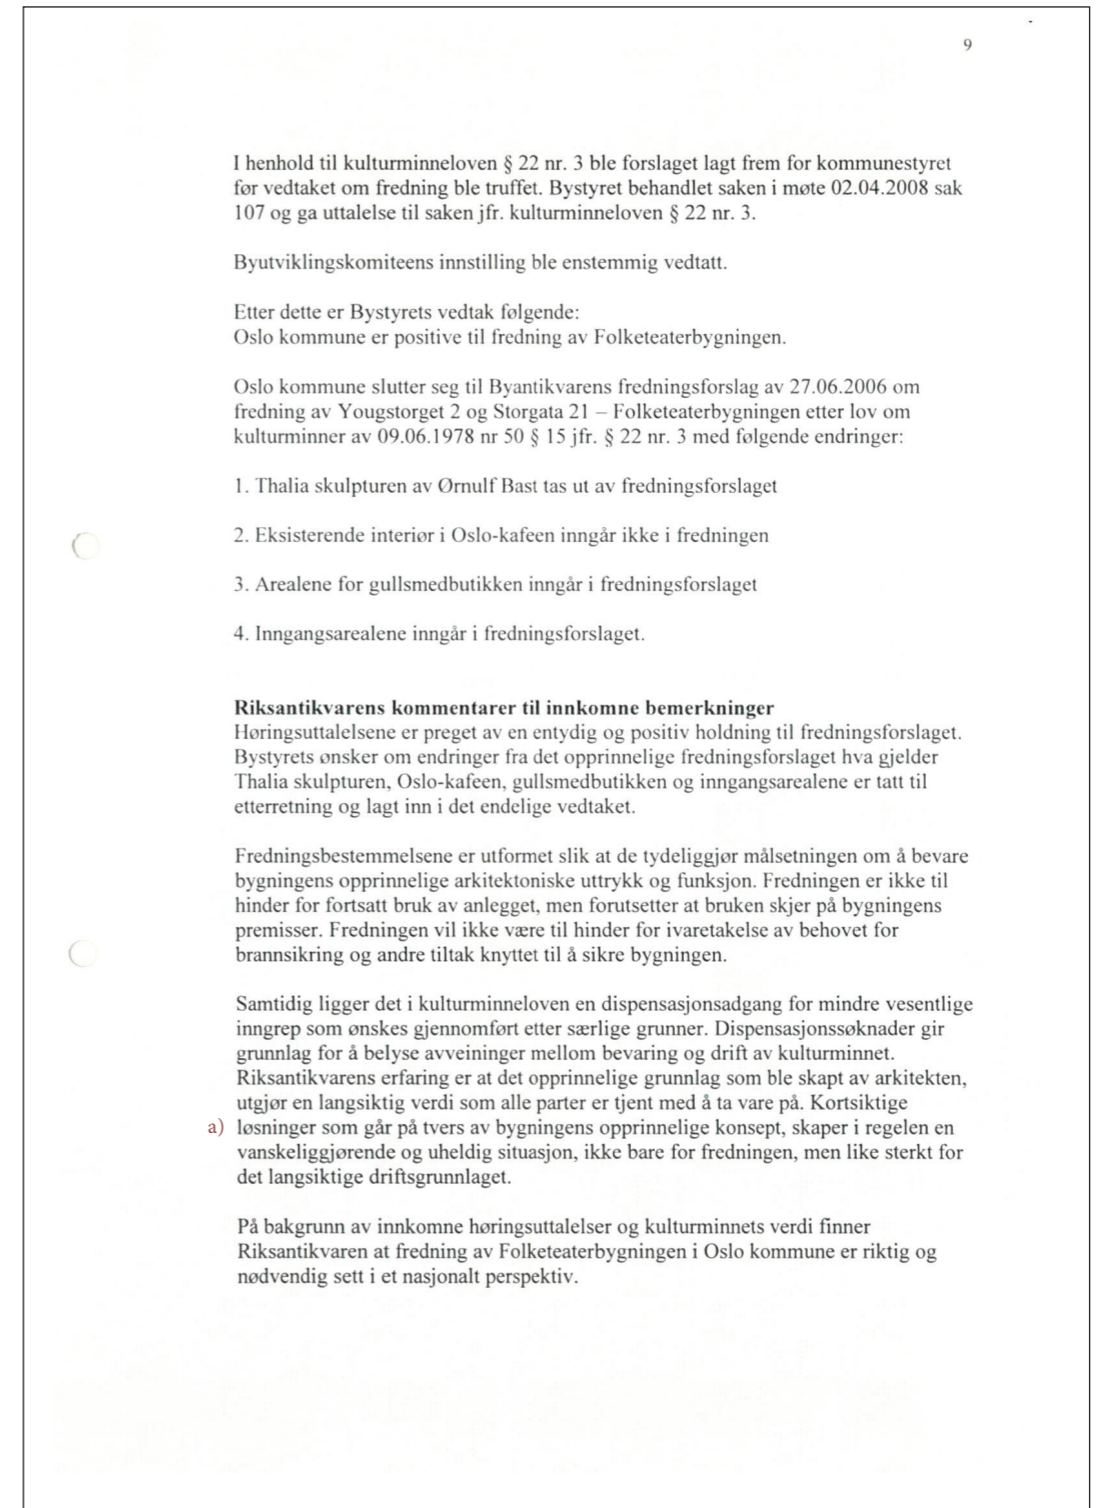 9
I henhold til kulturminneloven § 22 nr. 3 ble forslaget lagt frem for kommunestyret
før vedtaket om fredning ble truffet. Bystyret behandlet saken i møte 02.04.2008 sak
107 og ga uttalelse til saken jfr. kulturminneloven § 22 nr. 3.
Byutviklingskomiteens innstilling ble enstemmig vedtatt.
Etter dette er Bystyrets vedtak følgende:
Oslo kommune er positive til fredning av Folketeaterbygningen.
Oslo kommune slutter seg til Byantikvarens fredningsforslag av 27.06.2006 om
fredning av Yougstorget 2 og Storgata 21 – Folketeaterbygningen etter lov om
kulturminner av 09.06.1978 nr 50 § 15 jfr. § 22 nr. 3 med følgende endringer:
1. Thalia skulpturen av Ørnulf Bast tas ut av fredningsforslaget
2. Eksisterende interiør i Oslo-kafeen inngår ikke i fredningen
3. Arealene for gullsmedbutikken inngår i fredningsforslaget
4. Inngangsarealene inngår i fredningsforslaget.
Riksantikvarens kommentarer til innkomne bemerkninger
Høringsuttalelsene er preget av en entydig og positiv holdning til fredningsforslaget.
Bystyrets ønsker om endringer fra det opprinnelige fredningsforslaget hva gjelder
Thalia skulpturen, Oslo-kafeen, gullsmedbutikken og inngangsarealene er tatt til
etterretning og lagt inn i det endelige vedtaket.
Fredningsbestemmelsene er utformet slik at de tydeliggjør målsetningen om å bevare
bygningens opprinnelige arkitektoniske uttrykk og funksjon. Fredningen er ikke til
hinder for fortsatt bruk av anlegget, men forutsetter at bruken skjer på bygningens
premisser. Fredningen vil ikke være til hinder for ivaretakelse av behovet for
brannsikring og andre tiltak knyttet til å sikre bygningen.
Samtidig ligger det i kulturminneloven en dispensasjonsadgang for mindre vesentlige
inngrep som ønskes gjennomført etter særlige grunner. Dispensasjonssøknader gir
grunnlag for å belyse avveininger mellom bevaring og drift av kulturminnet.
Riksantikvarens erfaring er at det opprinnelige grunnlag som ble skapt av arkitekten,
utgjør en langsiktig verdi som alle parter er tjent med å ta vare på. Kortsiktige
a) løsninger som går på tvers av bygningens opprinnelige konsept, skaper i regelen en
vanskeliggjørende og uheldig situasjon, ikke bare for fredningen, men like sterkt for
det langsiktige driftsgrunnlaget.
På bakgrunn av innkomne høringsuttalelser og kulturminnets verdi finner
Riksantikvaren at fredning av Folketeaterbygningen i Oslo kommune er riktig og
nødvendig sett i et nasjonalt perspektiv.